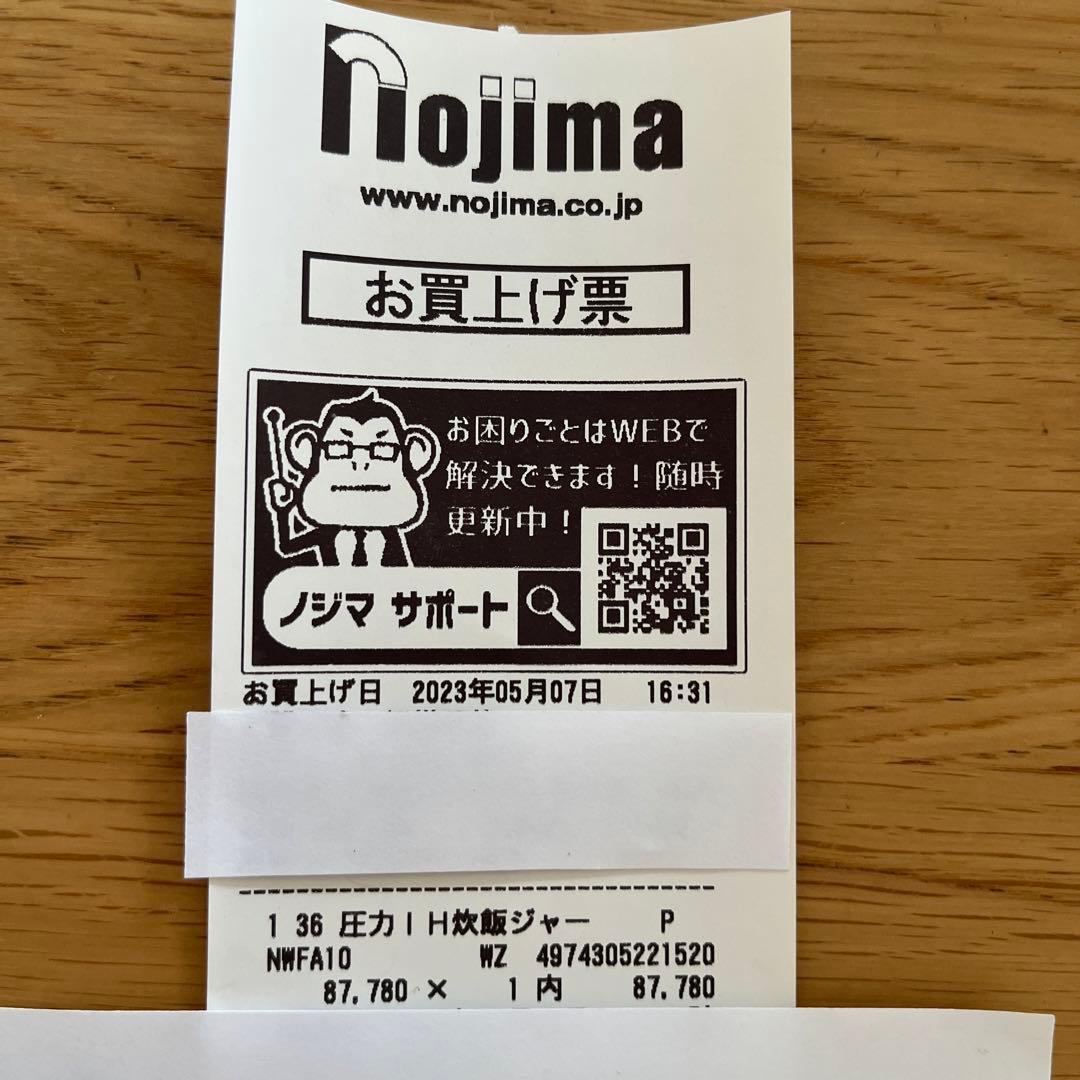 nojima
www.nojima.co.jp
お買上げ票
お困りごとはWEBで
解決できます！随時
更新中！
ノジマ サポート
お買上げ日 2023年05月07日 16:31
1 36 圧力IH炊飯ジャー P
NWFA10 WZ 4974305221520
87,780 × 1 内 87,780